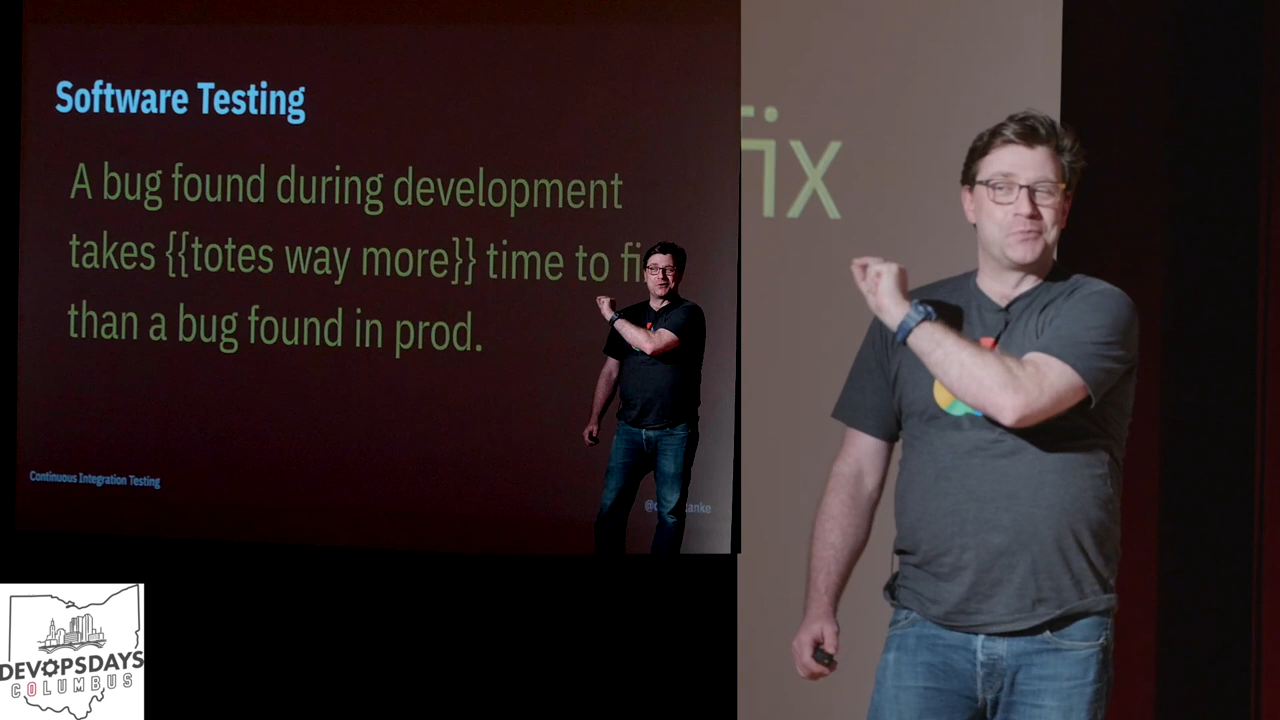 Software Testing
A bug found during development
takes {{totes way more}} time to fi
than a bug found in prod.
Continuous Integration Testing
fix
DEVOPSDAYS
COLUMBUS